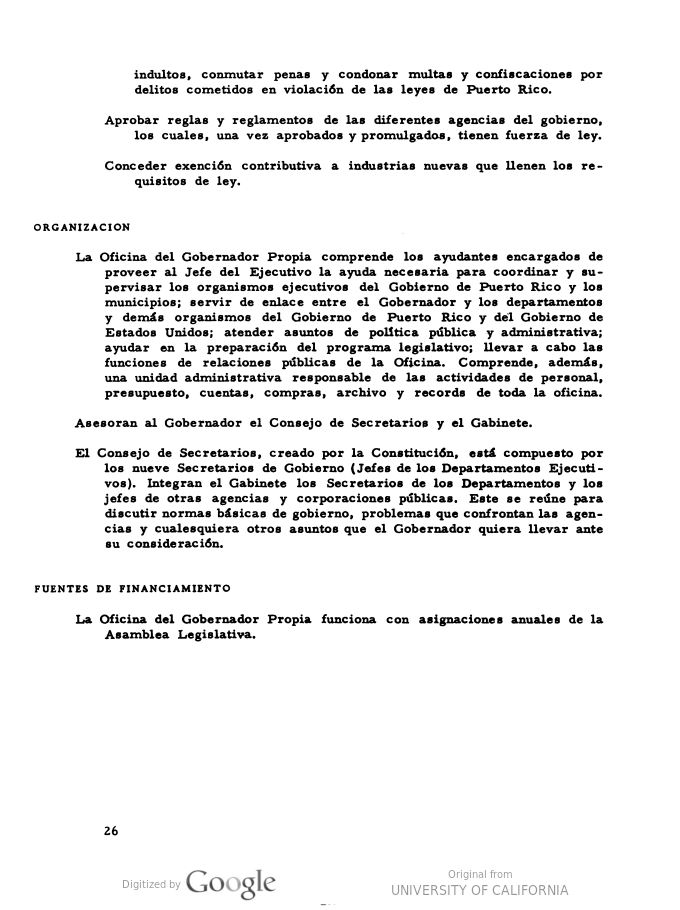 indultos, conmutar penas y condonar multas y confiscaciones por
delitos cometidos en violación de las leyes de Puerto Rico.
Aprobar reglas y reglamentos de las diferentes agencias del gobierno,
los cuales, una vez aprobados y promulgados, tienen fuerza de ley.
Conceder exención contributiva a industrias nuevas que llenen los re-
quisitos de ley.
ORGANIZACION
La Oficina del Gobernador Propia comprende los ayudantes encargados de
proveer al Jefe del Ejecutivo la ayuda necesaria para coordinar y su-
pervisar los organismos ejecutivos del Gobierno de Puerto Rico y los
municipios; servir de enlace entre el Gobernador y los departamentos
y demás organismos del Gobierno de Puerto Rico y del Gobierno de
Estados Unidos; atender asuntos de política pública y administrativa;
ayudar en la preparación del programa legislativo; llevar a cabo las
funciones de relaciones públicas de la Oficina. Comprende, además,
una unidad administrativa responsable de las actividades de personal,
presupuesto, cuentas, compras, archivo y records de toda la oficina.
Asesoran al Gobernador el Consejo de Secretarios y el Gabinete.
El Consejo de Secretarios, creado por la Constitución, está compuesto por
los nueve Secretarios de Gobierno (Jefes de los Departamentos Ejecuti-
vos). Integran el Gabinete los Secretarios de los Departamentos y los
jefes de otras agencias y corporaciones públicas. Este se reúne para
discutir normas básicas de gobierno, problemas que confrontan las agen-
cias y cualesquiera otros asuntos que el Gobernador quiera llevar ante
su consideración.
FUENTES DE FINANCIAMIENTO
La Oficina del Gobernador Propia funciona con asignaciones anuales de la
Asamblea Legislativa.
26
Digitized by Google
Original from
UNIVERSITY OF CALIFORNIA